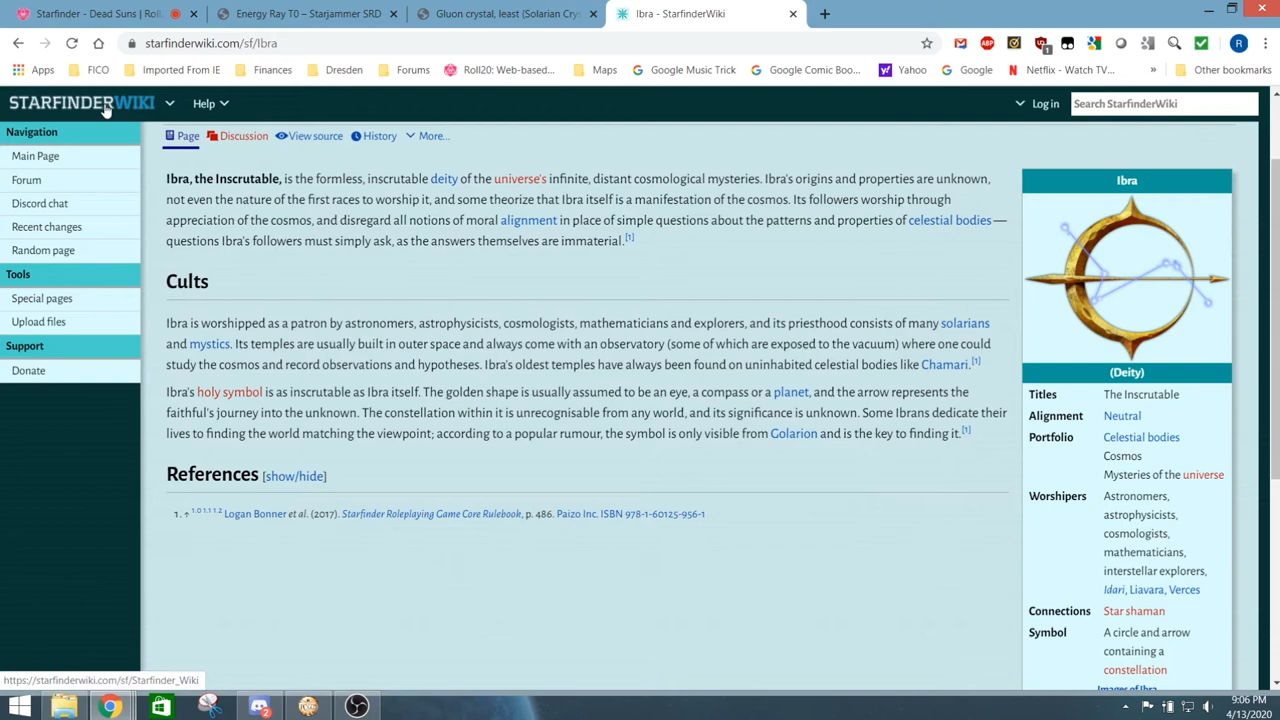 Starfinder - Dead Suns | Roll
Energy Ray T0 – Starjammer SRD
Gluon crystal, least (Solarian Crys
Ibra - StarfinderWiki
starfinderwiki.com/sf/Ibra
ABP
1
R
Apps
FICO
Imported From IE
Finances
Dresden
Forums
Roll20: Web-based...
Maps
Google Music Trick
Google Comic Boo...
Yahoo
Google
Netflix - Watch TV...
»
Other bookmarks
STARFINDERWIKI
Help
Log in
Search StarfinderWiki
Navigation
Main Page
Forum
Discord chat
Recent changes
Random page
Tools
Special pages
Upload files
Support
Donate
Page
Discussion
View source
History
More...
Ibra, the Inscrutable, is the formless, inscrutable deity of the universe's infinite, distant cosmological mysteries. Ibra's origins and properties are unknown,
not even the nature of the first races to worship it, and some theorize that Ibra itself is a manifestation of the cosmos. Its followers worship through
appreciation of the cosmos, and disregard all notions of moral alignment in place of simple questions about the patterns and properties of celestial bodies —
questions Ibra's followers must simply ask, as the answers themselves are immaterial.[1]
Cults
Ibra is worshipped as a patron by astronomers, astrophysicists, cosmologists, mathematicians and explorers, and its priesthood consists of many solarians
and mystics. Its temples are usually built in outer space and always come with an observatory (some of which are exposed to the vacuum) where one could
study the cosmos and record observations and hypotheses. Ibra's oldest temples have always been found on uninhabited celestial bodies like Chamari.[1]
Ibra's holy symbol is as inscrutable as Ibra itself. The golden shape is usually assumed to be an eye, a compass or a planet, and the arrow represents the
faithful's journey into the unknown. The constellation within it is unrecognisable from any world, and its significance is unknown. Some Ibrans dedicate their
lives to finding the world matching the viewpoint; according to a popular rumour, the symbol is only visible from Golarion and is the key to finding it.[1]
References [show/hide]
1. ↑ 1.0 1.1 1.2 Logan Bonner et al. (2017). Starfinder Roleplaying Game Core Rulebook, p. 486. Paizo Inc. ISBN 978-1-60125-956-1
Ibra
(Deity)
Titles The Inscrutable
Alignment Neutral
Portfolio Celestial bodies
Cosmos
Mysteries of the universe
Worshipers Astronomers,
astrophysicists,
cosmologists,
mathematicians,
interstellar explorers,
Idari, Liavara, Verces
Connections Star shaman
Symbol A circle and arrow
containing a
constellation
Images of Ibra
https://starfinderwiki.com/sf/Starfinder_Wiki
2
9:06 PM
4/13/2020